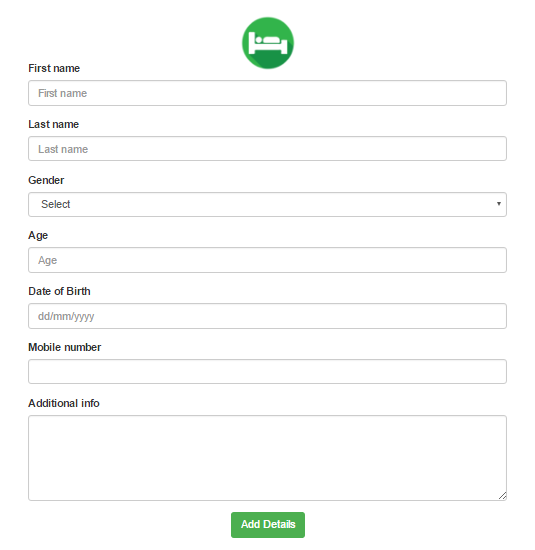 First name
First name
Last name
Last name
Gender
Select
Age
Age
Date of Birth
dd/mm/yyyy
Mobile number
Additional info
Add Details